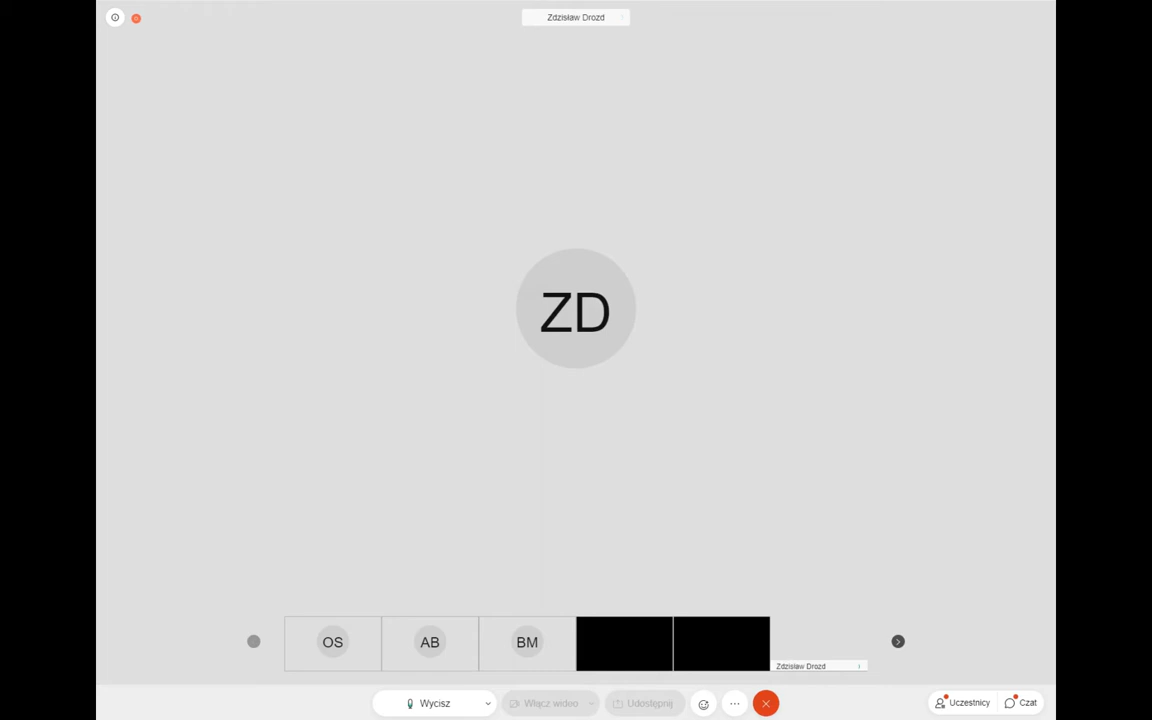 Zdzisław Drozd
ZD
OS
AB
BM
Zdzisław Drozd
Wycisz
Włącz wideo
Udostępnij
Uczestnicy
Czat